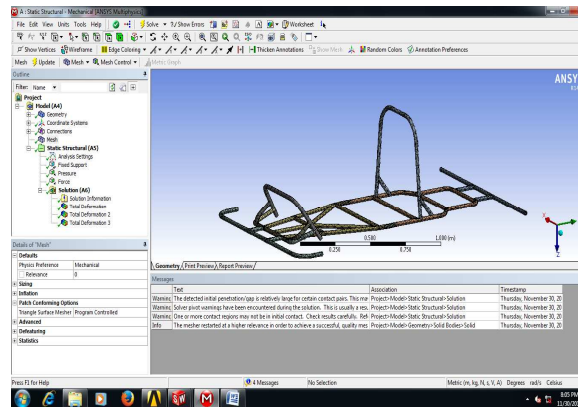 A : Static Structural - Mechanical [ANSYS Multiphysics]
File Edit View Units Tools Help Solve ?/ Show Errors Worksheet
Show Vertices Wireframe Edge Coloring Thicken Annotations Show Mesh Random Colors Annotation Preferences
Mesh Update Mesh Mesh Control Metric Graph
Outline
Filter: Name
Project
Model (A4)
Geometry
Coordinate Systems
Connections
Mesh
Static Structural (A5)
Analysis Settings
Fixed Support
Pressure
Force
Solution (A6)
Solution Information
Total Deformation
Total Deformation 2
Total Deformation 3
ANSY
0.500 1.000 (m)
0.250 0.750
X
Z
Geometry Print Preview Report Preview
Details of "Mesh"
Defaults
Physics Preference Mechanical
Relevance 0
Sizing
Inflation
Patch Conforming Options
Triangle Surface Mesher Program Controlled
Advanced
Defeaturing
Statistics
Messages
Text Association Timestamp
Warning The detected initial penetration/gap is relatively large for certain contact pairs. This ma Project>Model>Static Structural>Solution Thursday, November 30, 20
Warning Solver pivot warnings have been encountered during the solution. This is usually a resu Project>Model>Static Structural>Solution Thursday, November 30, 20
Warning One or more contact regions may not be in initial contact. Check results carefully. Ref Project>Model>Static Structural>Solution Thursday, November 30, 20
Info The mesher restarted at a higher relevance in order to achieve a successful, quality mes Project>Model>Geometry>Solid Bodies>Solid Thursday, November 30, 20
Press F1 for Help 4 Messages No Selection Metric (m, kg, N, s, V, A) Degrees rad/s Celsius
8:05 PM
11/30/20